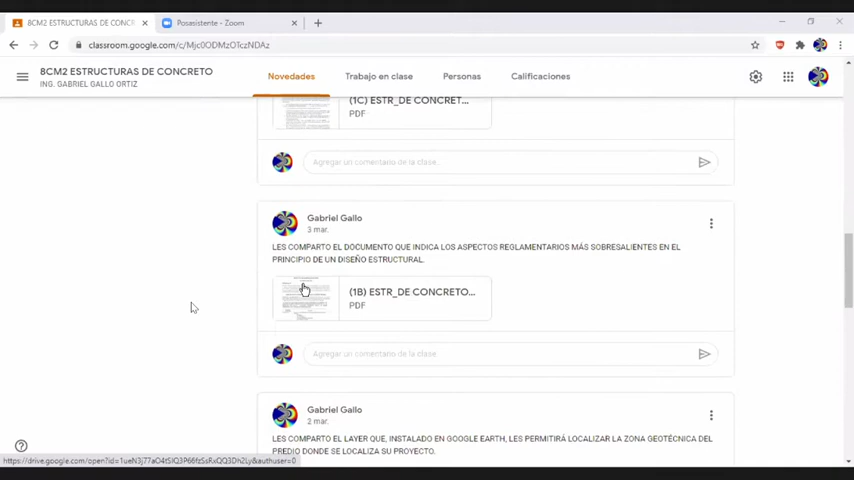 8CM2 ESTRUCTURAS DE CONCR
Posasistente - Zoom
classroom.google.com/c/Mjc0ODMzOTczNDAz
8CM2 ESTRUCTURAS DE CONCRETO
ING. GABRIEL GALLO ORTIZ
Novedades
Trabajo en clase
Personas
Calificaciones
(1C) ESTR_DE CONCRET...
PDF
Agregar un comentario de la clase.
Gabriel Gallo
3 mar.
LES COMPARTO EL DOCUMENTO QUE INDICA LOS ASPECTOS REGLAMENTARIOS MÁS SOBRESALIENTES EN EL
PRINCIPIO DE UN DISEÑO ESTRUCTURAL.
(1B) ESTR_DE CONCRETO...
PDF
Agregar un comentario de la clase
Gabriel Gallo
2 mar.
LES COMPARTO EL LAYER QUE, INSTALADO EN GOOGLE EARTH, LES PERMITIRÁ LOCALIZAR LA ZONA GEOTÉCNICA DEL
PREDIO DONDE SE LOCALIZA SU PROYECTO.